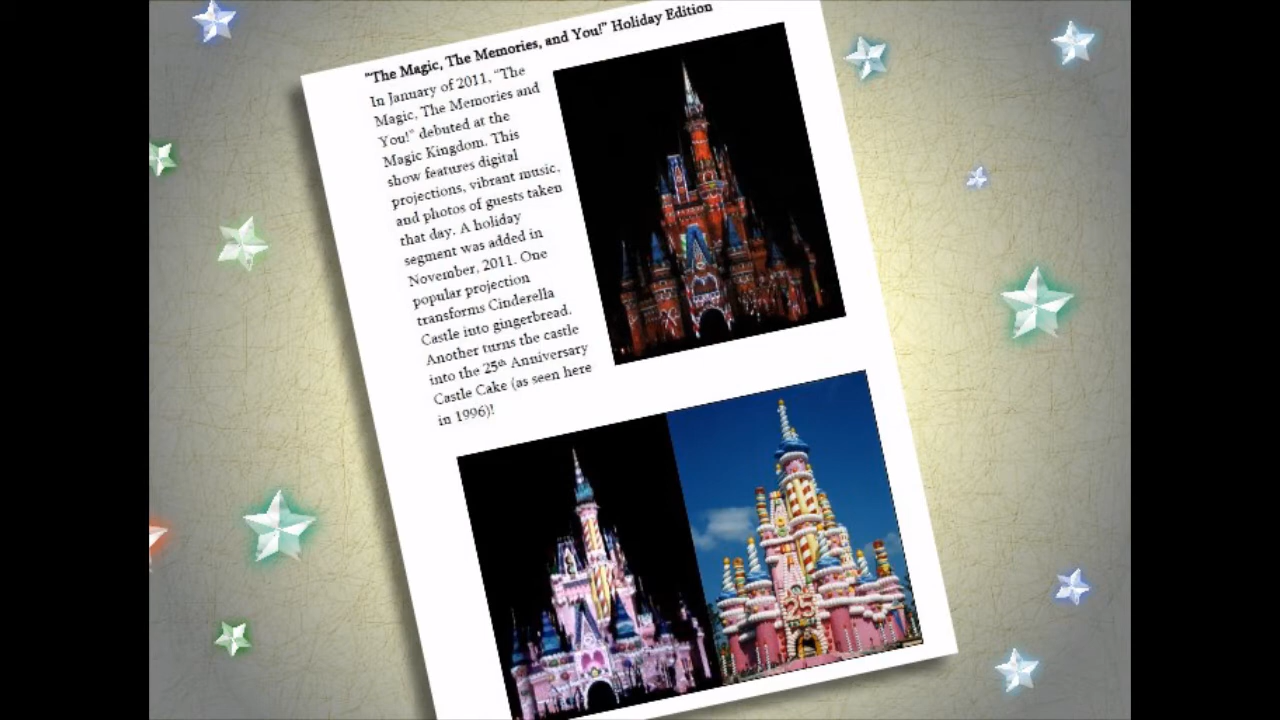 "The Magic, The Memories, and You!" Holiday Edition
In January of 2011, "The
Magic, The Memories and
You!" debuted at the
Magic Kingdom. This
show features digital
projections, vibrant music,
and photos of guests taken
that day. A holiday
segment was added in
November, 2011. One
popular projection
transforms Cinderella
Castle into gingerbread.
Another turns the castle
into the 25th Anniversary
Castle Cake (as seen here
in 1996)!
25